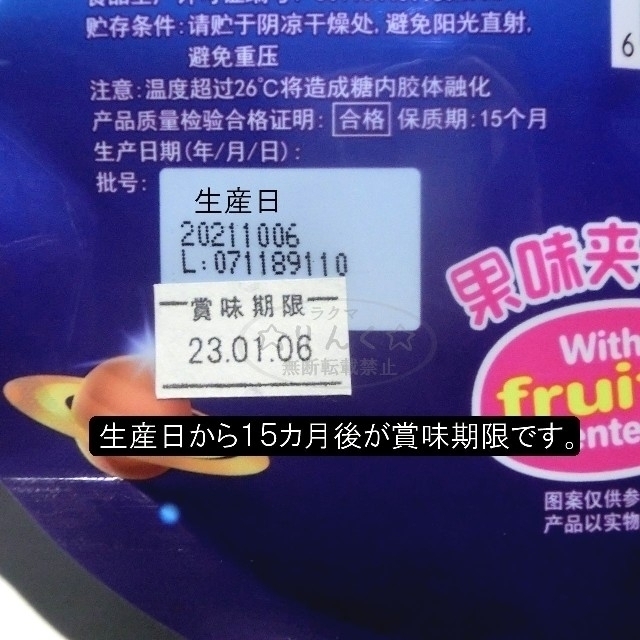 贮存条件:请贮于阴凉干燥处,避免阳光直射,
避免重压
注意:温度超过26℃将造成糖内胶体融化
产品质量检验合格证明: 合格 保质期:15个月
生产日期(年/月/日):
批号:
生産日
20211006
L:071189110
賞味期限
23.01.06
ラクマ
☆りんく☆
無断転載禁止
生産日から15カ月後が賞味期限です。
果味夹
With
frui
ente
图案仅供参
产品以实物
6